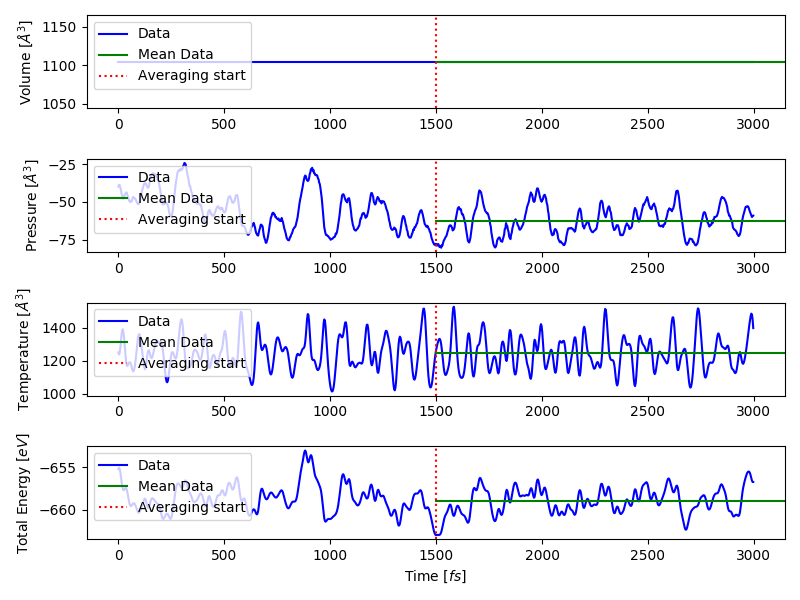 Volume [Å³]
1150
1100
1050
Data
Mean Data
Averaging start
0 500 1000 1500 2000 2500 3000
Pressure [Å³]
−25
−50
−75
Data
Mean Data
Averaging start
0 500 1000 1500 2000 2500 3000
Temperature [Å³]
1400
1200
1000
Data
Mean Data
Averaging start
0 500 1000 1500 2000 2500 3000
Total Energy [eV]
−655
−660
Data
Mean Data
Averaging start
0 500 1000 1500 2000 2500 3000
Time [fs]